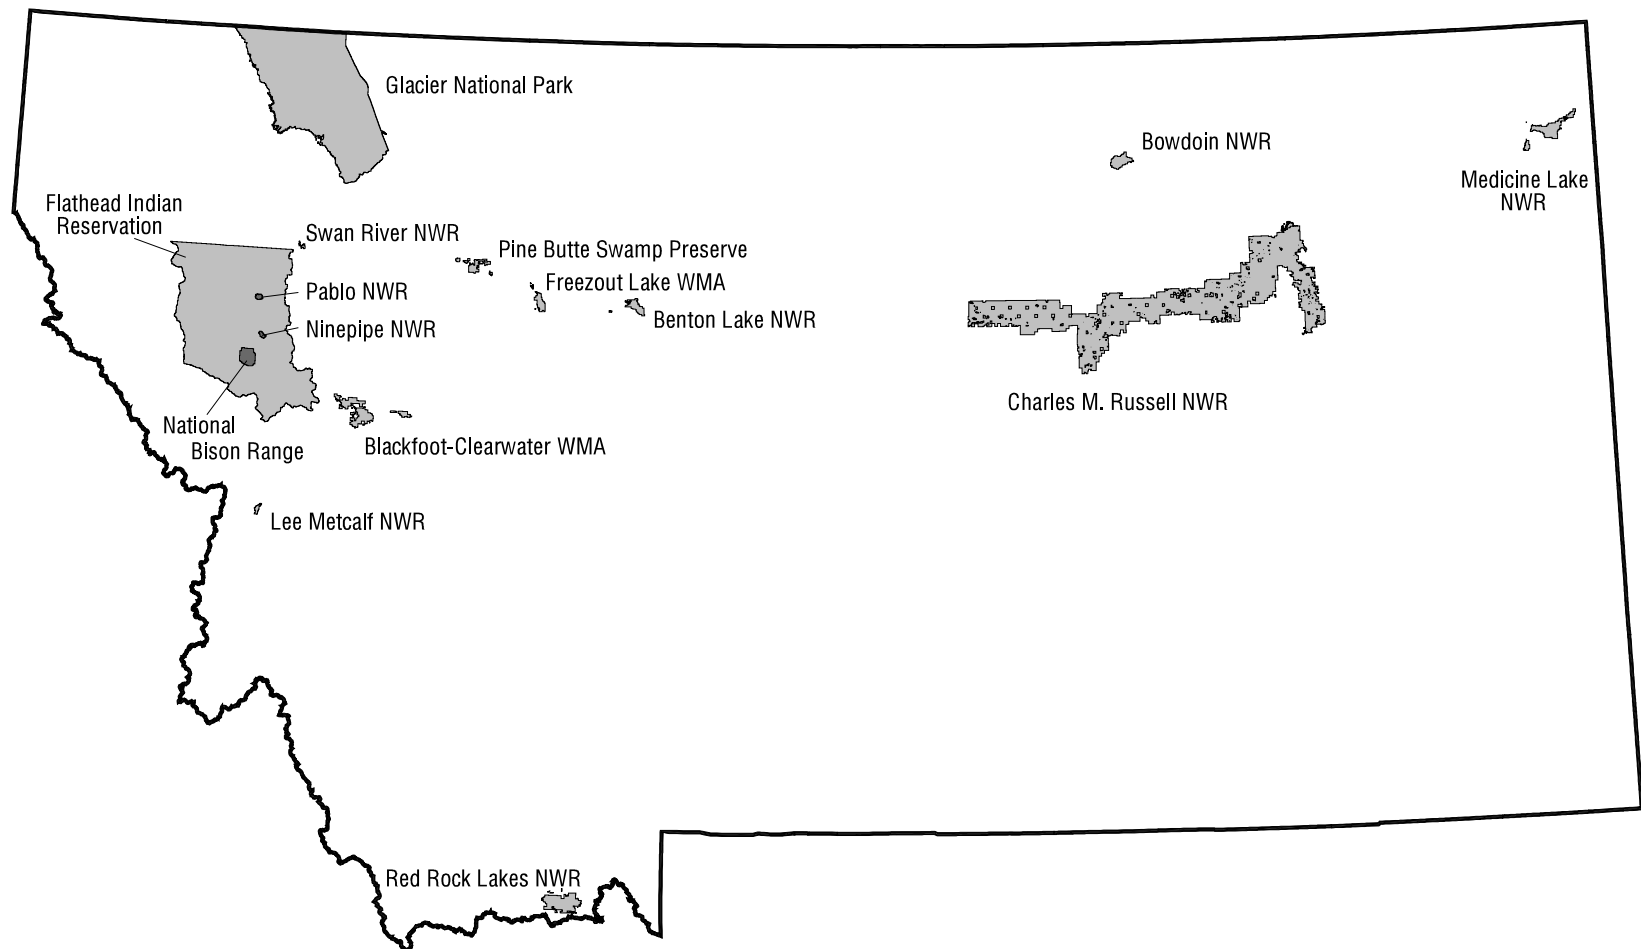 Glacier National Park
Bowdoin NWR
Medicine Lake
NWR
Flathead Indian
Reservation
Swan River NWR
Pine Butte Swamp Preserve
Freezout Lake WMA
Pablo NWR
Benton Lake NWR
Ninepipe NWR
Charles M. Russell NWR
National
Bison Range
Blackfoot-Clearwater WMA
Lee Metcalf NWR
Red Rock Lakes NWR